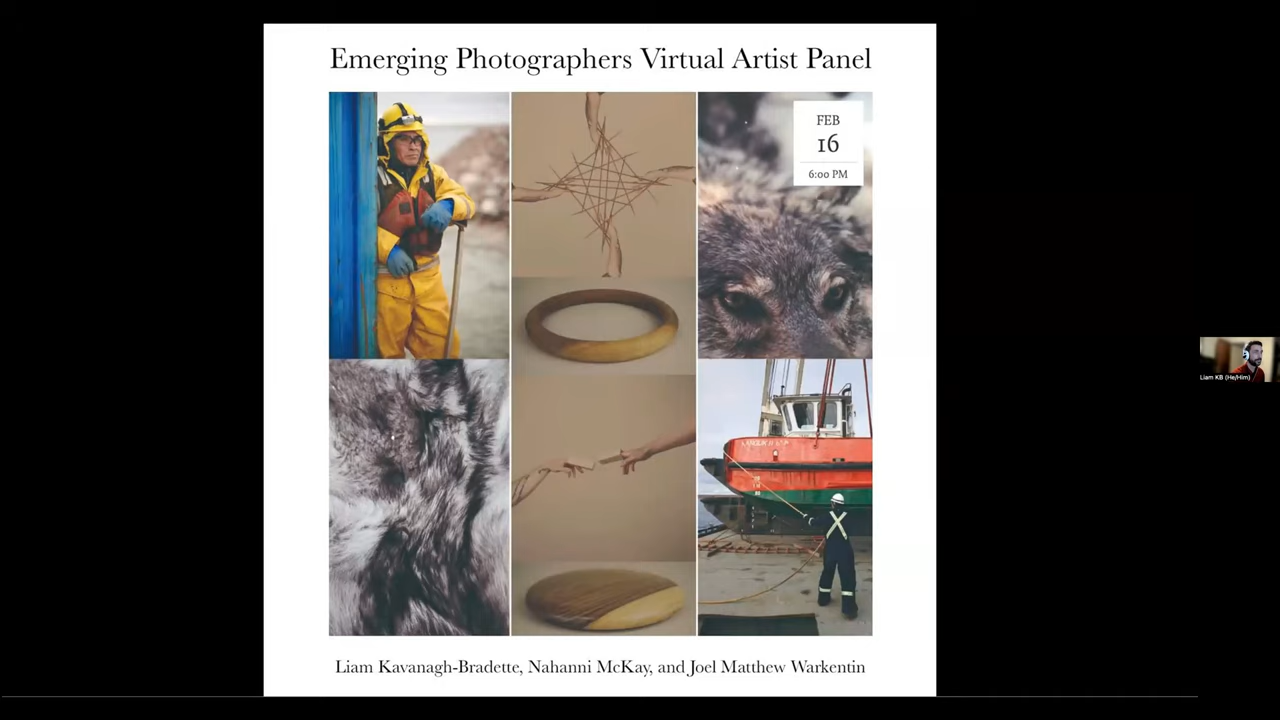 Emerging Photographers Virtual Artist Panel
FEB
16
6:00 PM
Liam KB (He/Him)
Liam Kavanagh-Bradette, Nahanni McKay, and Joel Matthew Warkentin